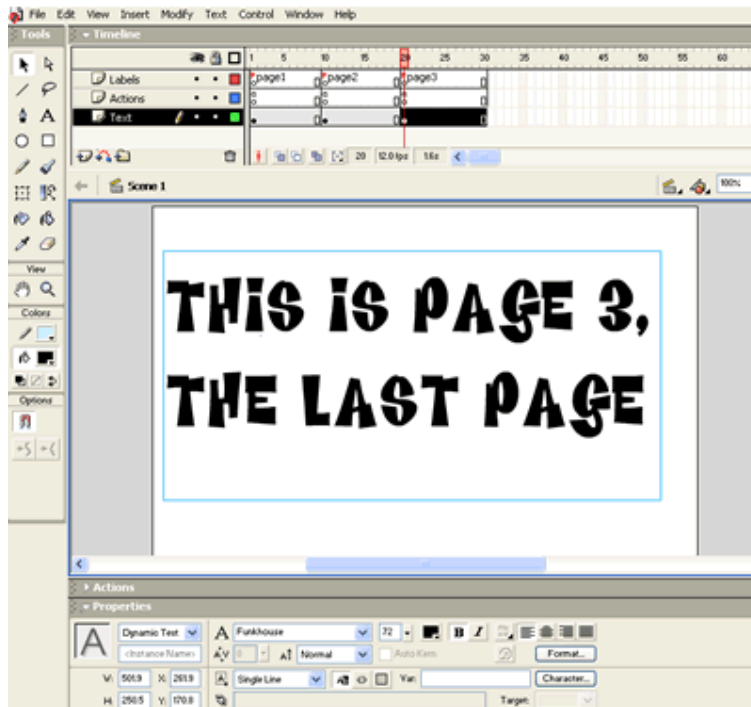 File Edit View Insert Modify Text Control Window Help
Tools
Timeline
1 5 10 15 20 25 30 35 40 45 50 55 60
Labels page1 page2 page3
Actions
Text
20 12.0 fps 1.6s
Scene 1 100%
View
Colors
Options
THIS IS PAGE 3,
THE LAST PAGE
Actions
Properties
A Dynamic Text A Funkhouse 72 B I
<Instance Name> A V 0 A Normal Auto Kern Format...
W: 501.9 X: 261.9 Single Line Var: Character...
H: 250.5 Y: 170.8 Target: